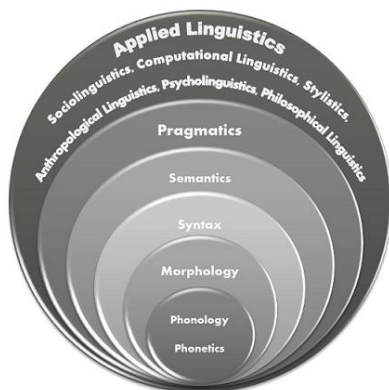 Applied Linguistics
Sociolinguistics, Computational Linguistics, Stylistics,
Anthropological Linguistics, Psycholinguistics, Philosophical Linguistics
Pragmatics
Semantics
Syntax
Morphology
Phonology
Phonetics